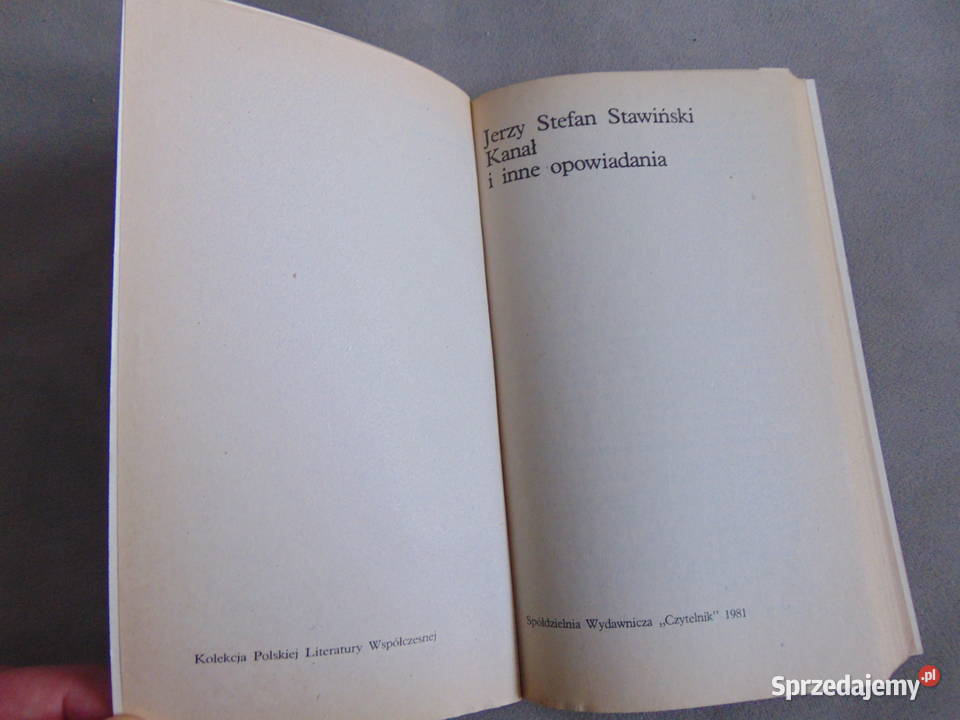 Kolekcja Polskiej Literatury Współczesnej
Jerzy Stefan Stawiński
Kanał
i inne opowiadania
Spółdzielnia Wydawnicza „Czytelnik” 1981
Sprzedajemy.pl